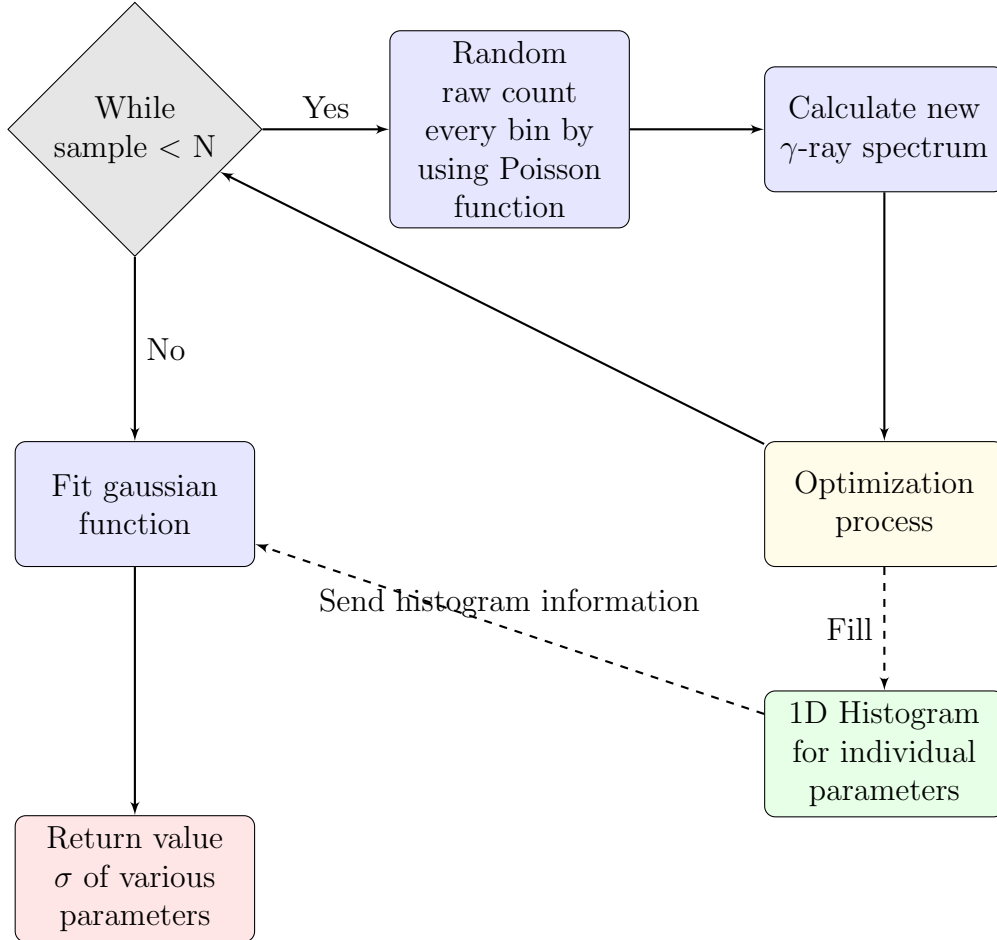 While
sample < N
Yes
Random
raw count
every bin by
using Poisson
function
Calculate new
γ-ray spectrum
No
Fit gaussian
function
Optimization
process
Send histogram information
Fill
1D Histogram
for individual
parameters
Return value
σ of various
parameters